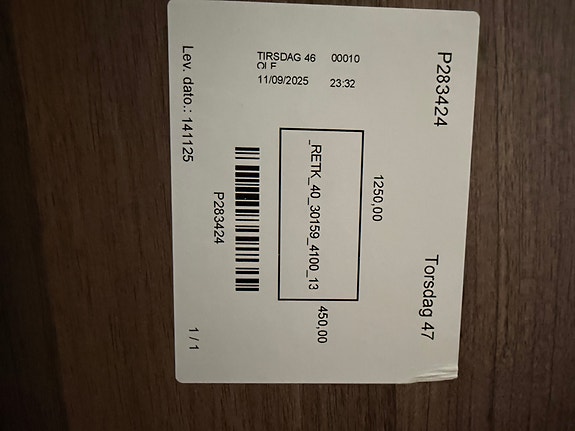 P283424
Torsdag 47
1250,00
TIRSDAG 46 00010
OLE
11/09/2025 23:32
_RETK_40_30159_4100_13
450,00
P283424
Lev. dato.: 141125
1 / 1